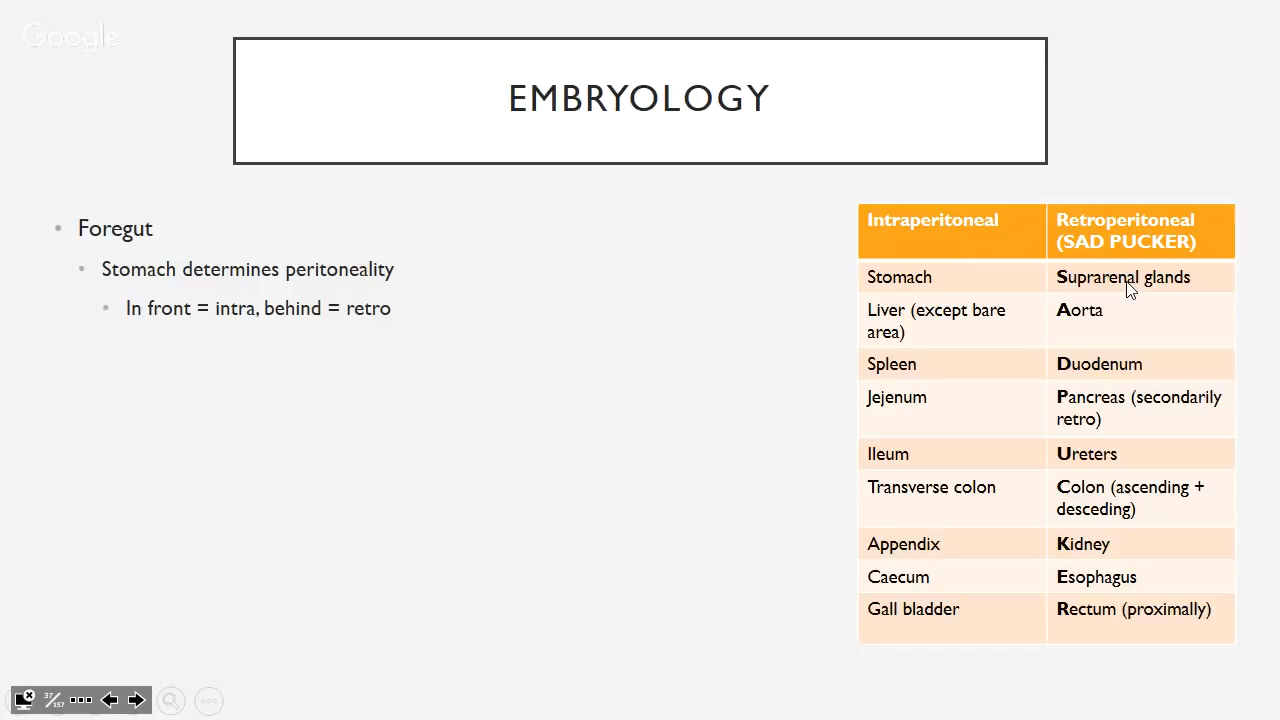 Google
EMBRYOLOGY
• Foregut
• Stomach determines peritoneality
• In front = intra, behind = retro
Intraperitoneal
Retroperitoneal
(SAD PUCKER)
Stomach
Suprarenal glands
Liver (except bare
area)
Aorta
Spleen
Duodenum
Jejenum
Pancreas (secondarily
retro)
Ileum
Ureters
Transverse colon
Colon (ascending +
desceding)
Appendix
Kidney
Caecum
Esophagus
Gall bladder
Rectum (proximally)
37/157